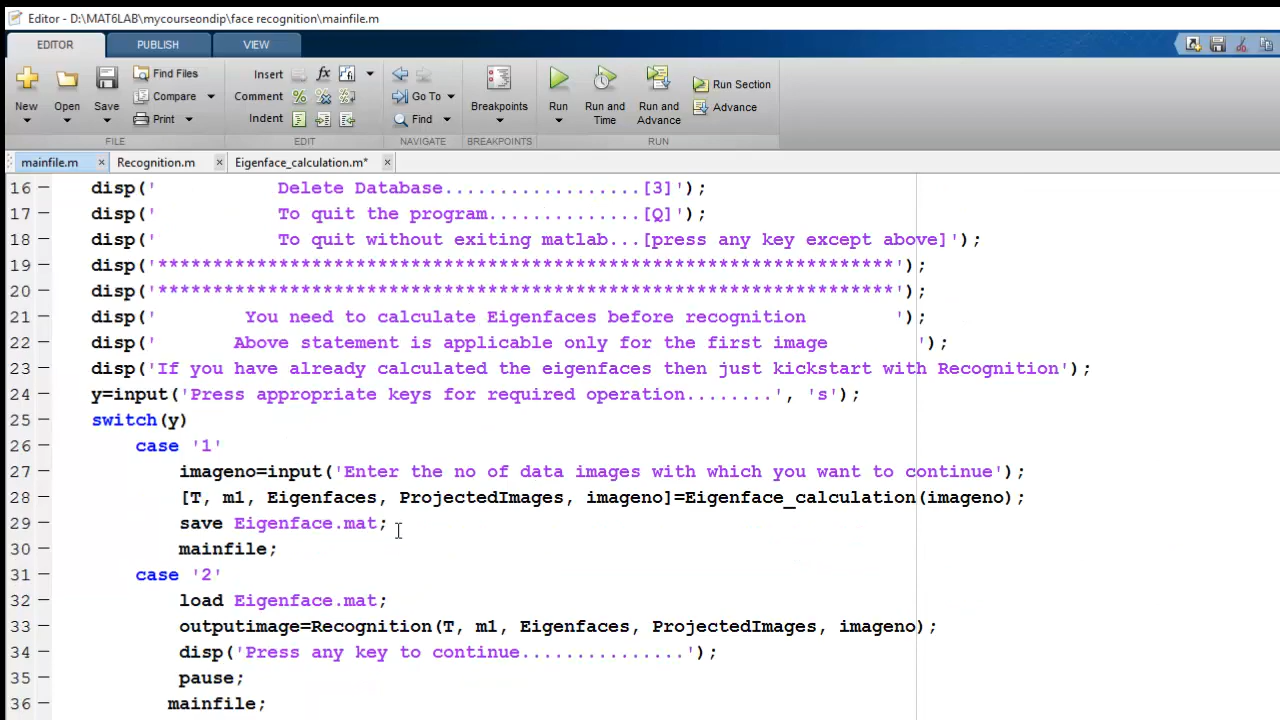 Editor - D:\MAT6LAB\mycourseondip\face recognition\mainfile.m
EDITOR PUBLISH VIEW
New Open Save Find Files Compare Print
Insert fx Comment Indent
Go To Find
Breakpoints
Run Run and Time Run and Advance Run Section Advance
FILE EDIT NAVIGATE BREAKPOINTS RUN
mainfile.m × Recognition.m × Eigenface_calculation.m* ×
16 disp('           Delete Database..................[3]');
17 disp('           To quit the program..............[Q]');
18 disp('           To quit without exiting matlab...[press any key except above]');
19 disp('*******************************************************************');
20 disp('*******************************************************************');
21 disp('        You need to calculate Eigenfaces before recognition        ');
22 disp('       Above statement is applicable only for the first image        ');
23 disp('If you have already calculated the eigenfaces then just kickstart with Recognition');
24 y=input('Press appropriate keys for required operation........', 's');
25 switch(y)
26     case '1'
27         imageno=input('Enter the no of data images with which you want to continue');
28         [T, m1, Eigenfaces, ProjectedImages, imageno]=Eigenface_calculation(imageno);
29         save Eigenface.mat;
30         mainfile;
31     case '2'
32         load Eigenface.mat;
33         outputimage=Recognition(T, m1, Eigenfaces, ProjectedImages, imageno);
34         disp('Press any key to continue...............');
35         pause;
36        mainfile;